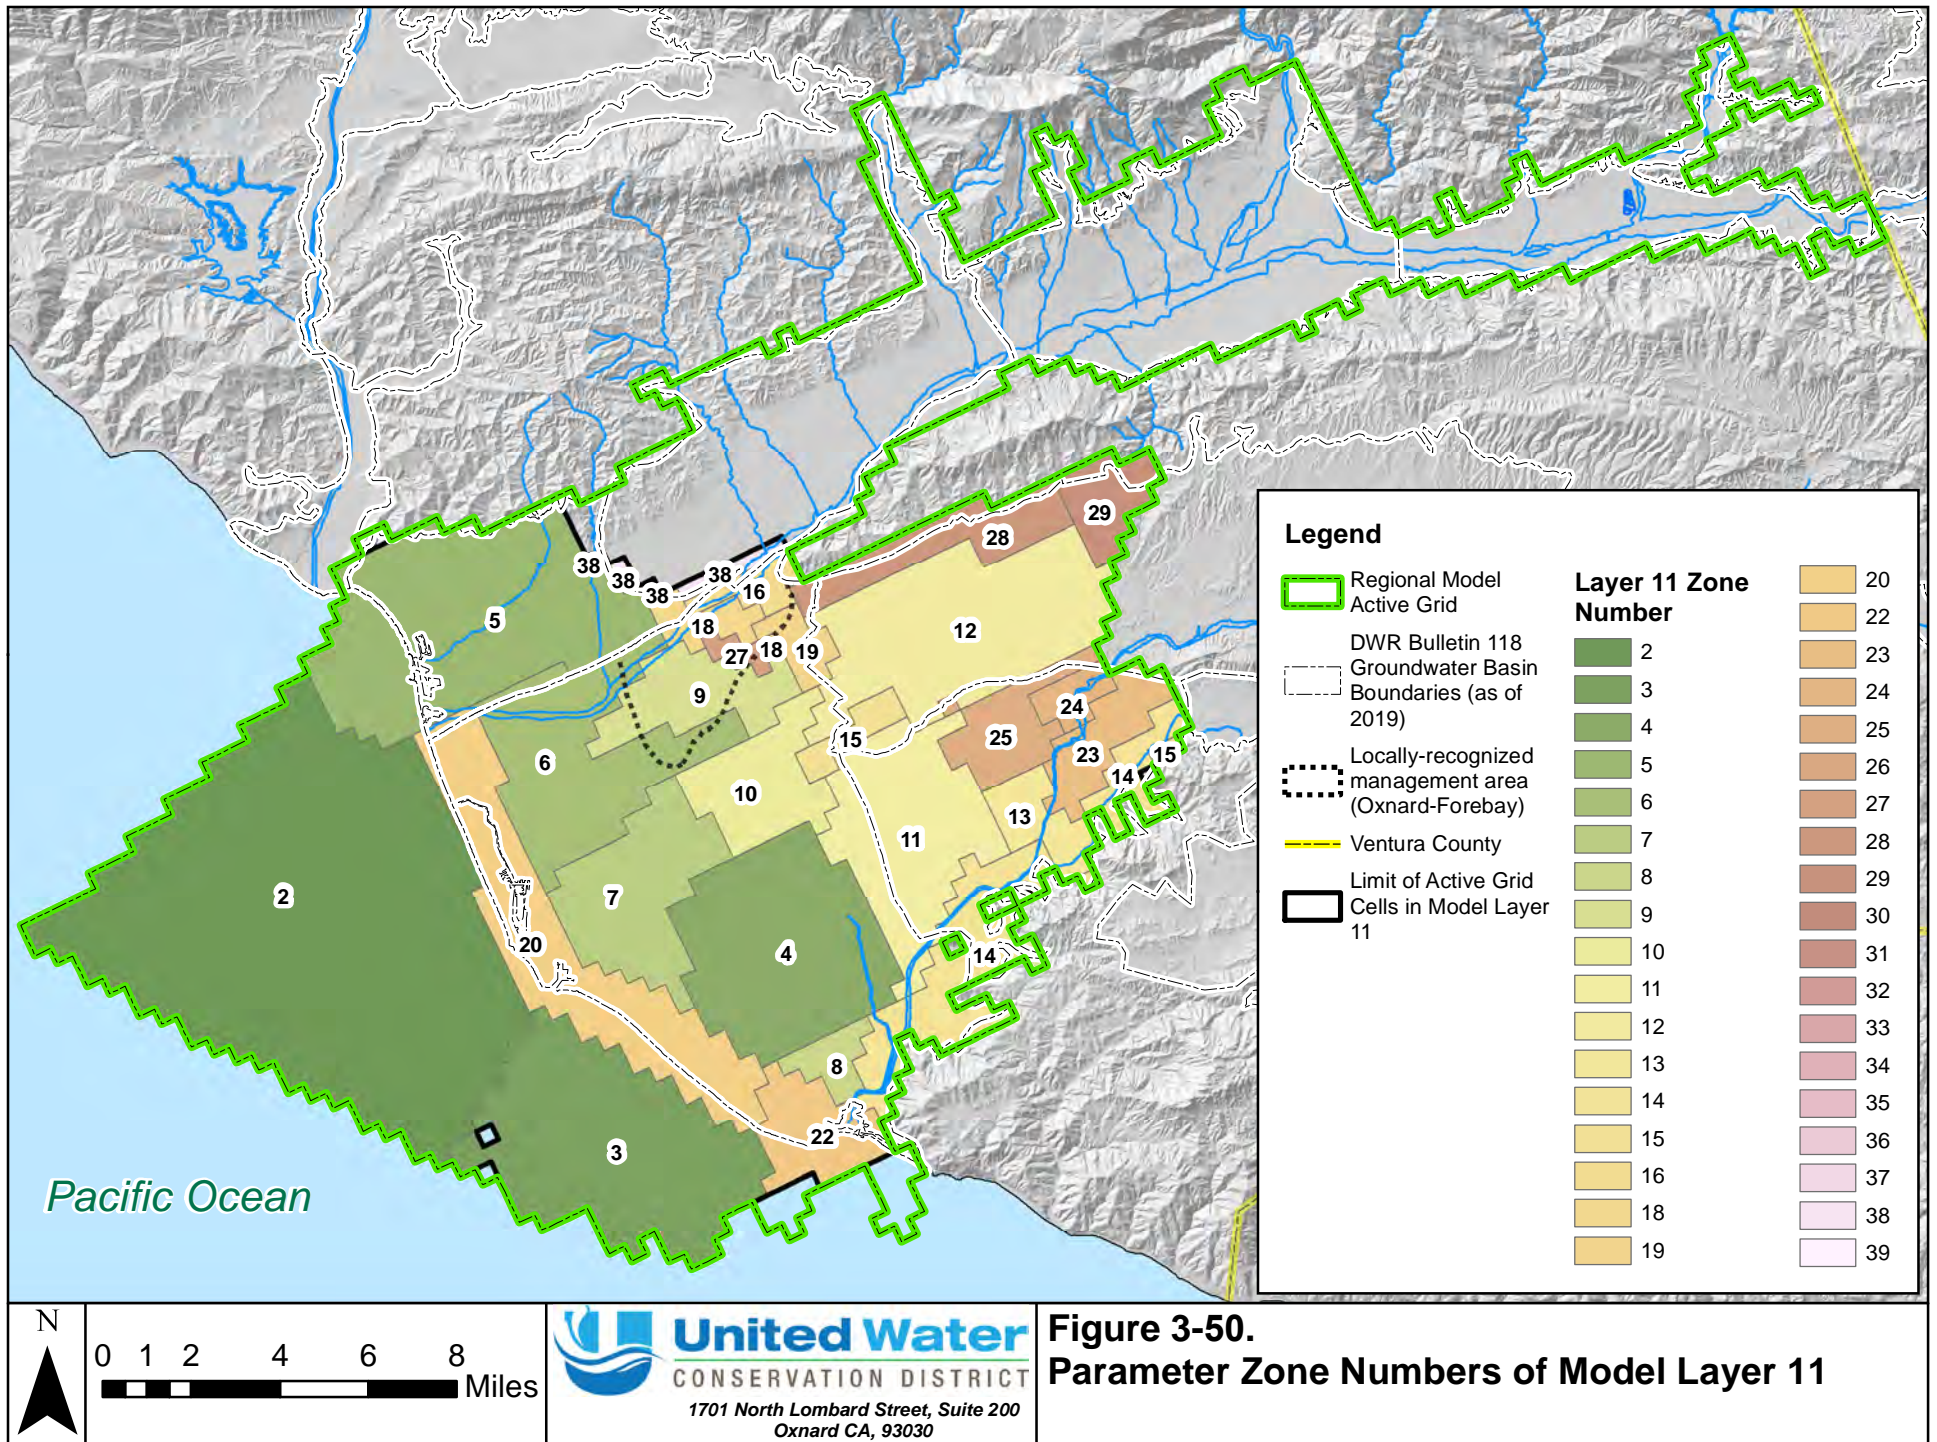 29
28
38
38
38
38
16
5
18
18
19
27
12
9
24
15
25
23
15
14
6
10
13
11
7
2
4
20
14
8
22
3
Pacific Ocean
Legend
Regional Model
Active Grid
DWR Bulletin 118
Groundwater Basin
Boundaries (as of
2019)
Locally-recognized
management area
(Oxnard-Forebay)
Ventura County
Limit of Active Grid
Cells in Model Layer
11
Layer 11 Zone
Number
2
3
4
5
6
7
8
9
10
11
12
13
14
15
16
18
19
20
22
23
24
25
26
27
28
29
30
31
32
33
34
35
36
37
38
39
N
0 1 2 4 6 8
Miles
United Water
CONSERVATION DISTRICT
1701 North Lombard Street, Suite 200
Oxnard CA, 93030
Figure 3-50.
Parameter Zone Numbers of Model Layer 11